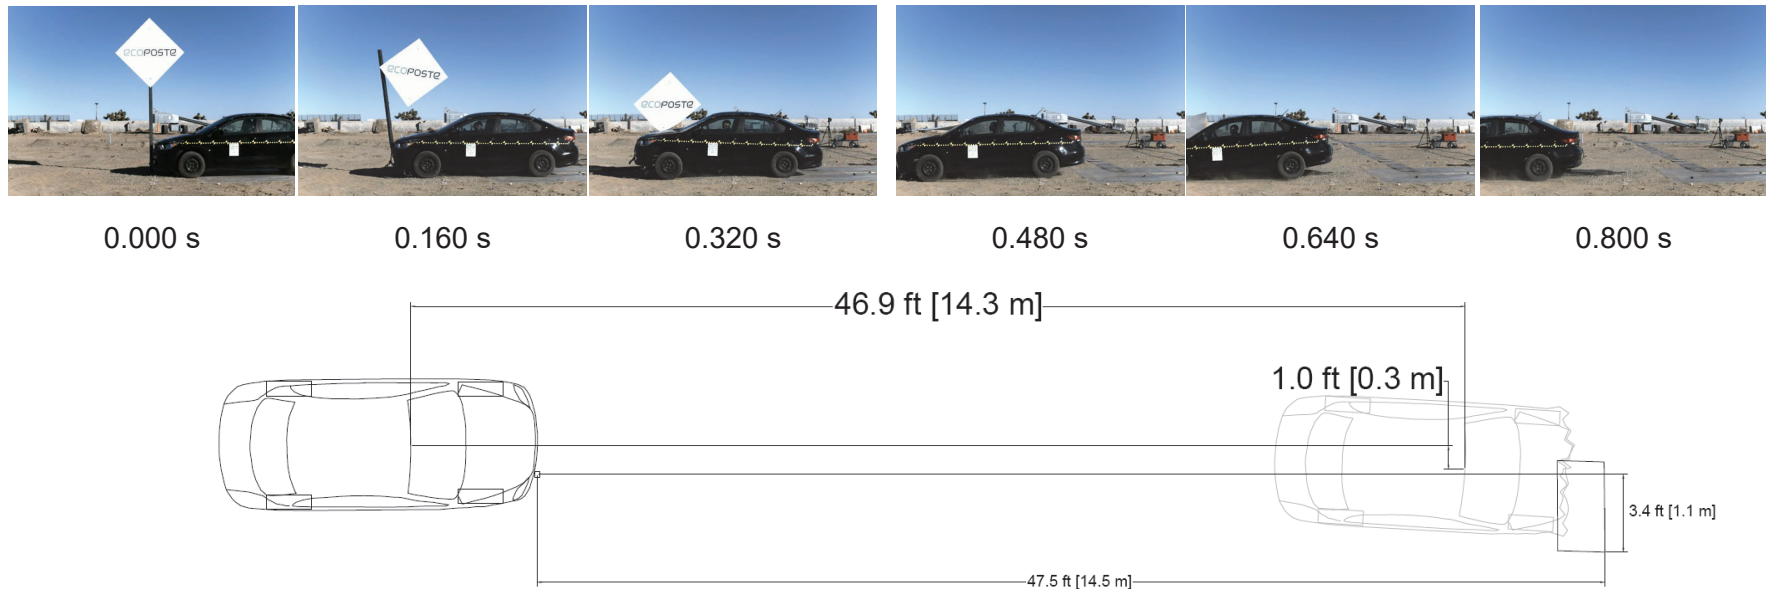 ecoPOSTe
ecoPOSTe
ecoPOSTe
0.000 s
0.160 s
0.320 s
0.480 s
0.640 s
0.800 s
46.9 ft [14.3 m]
1.0 ft [0.3 m]
3.4 ft [1.1 m]
47.5 ft [14.5 m]